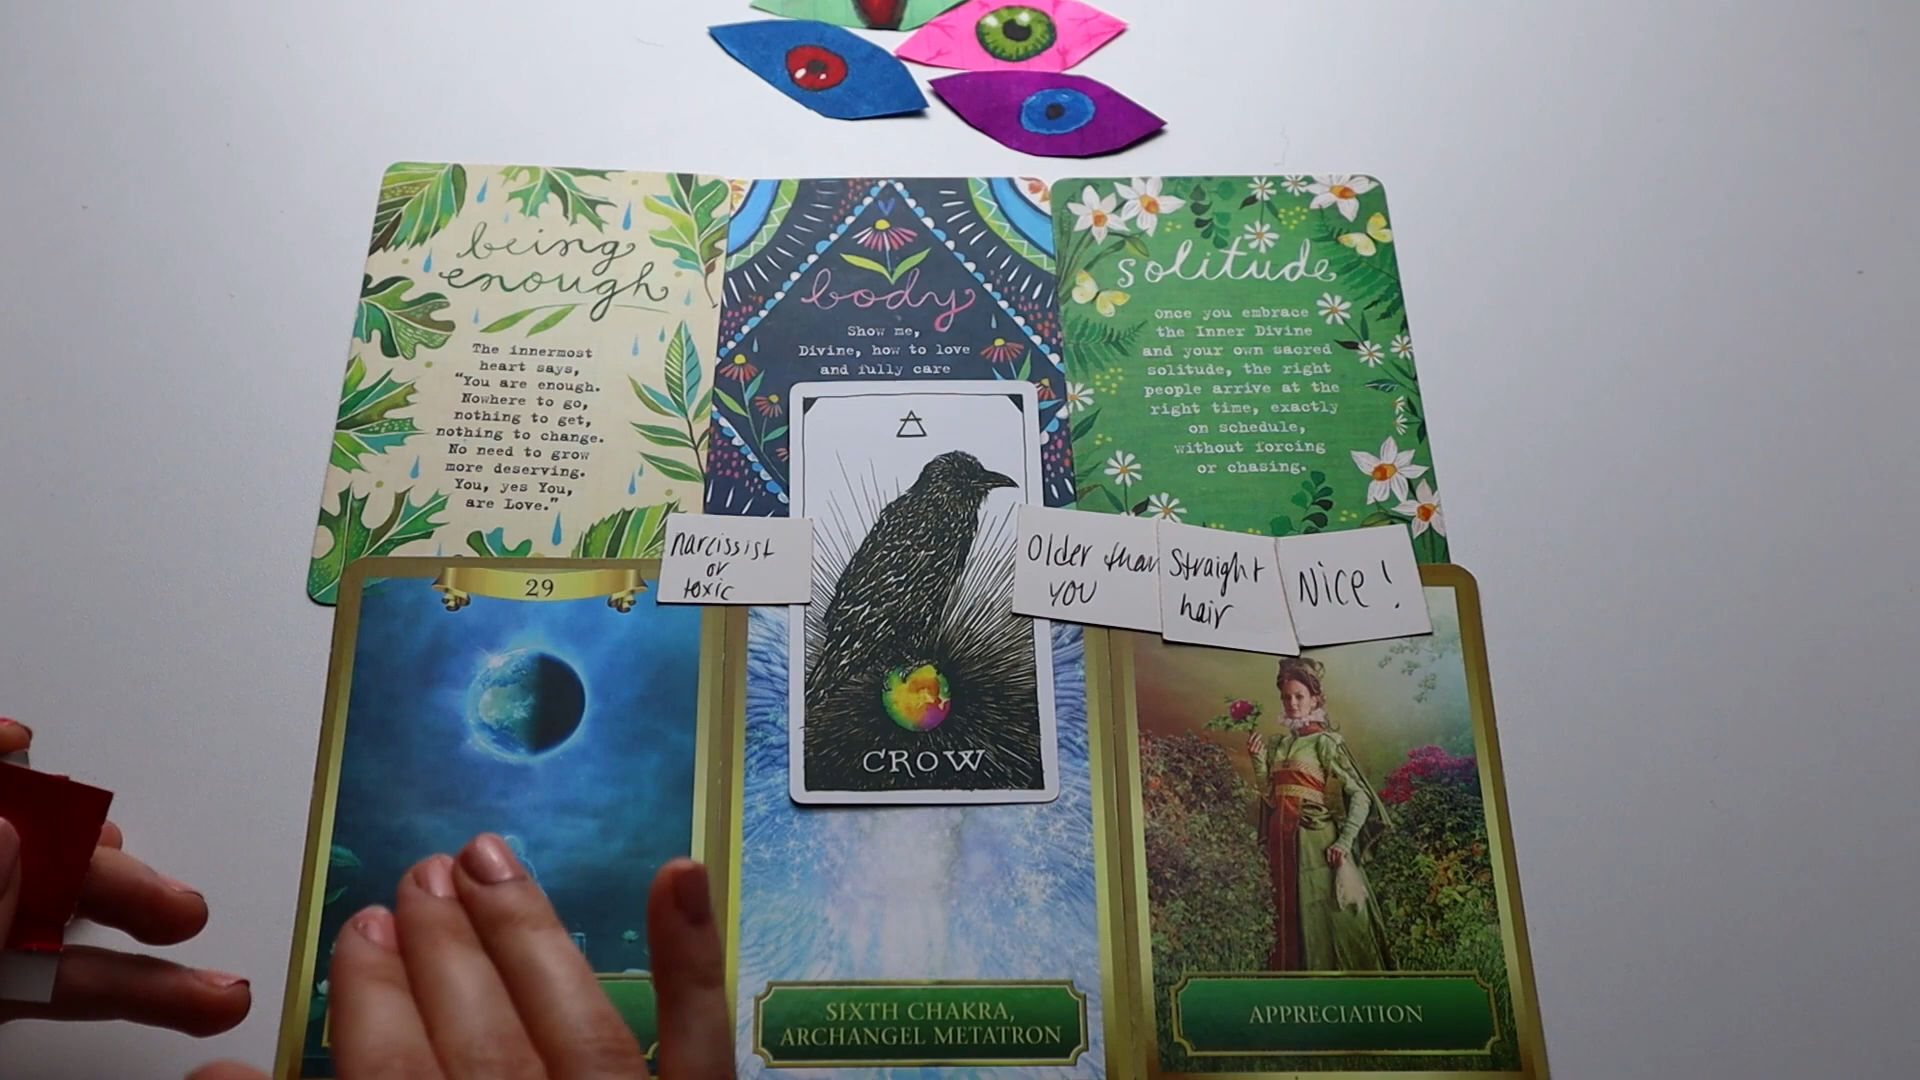 being
enough
The innermost
heart says,
"You are enough.
Nowhere to go,
nothing to get,
nothing to change.
No need to grow
more deserving.
You, yes You,
are Love."
body
Show me,
Divine, how to love
and fully care
solitude
Once you embrace
the Inner Divine
and your own sacred
solitude, the right
people arrive at the
right time, exactly
on schedule,
without forcing
or chasing.
narcissist
or
toxic
Older than
you
Straight
hair
Nice!
29
CROW
SIXTH CHAKRA,
ARCHANGEL METATRON
APPRECIATION